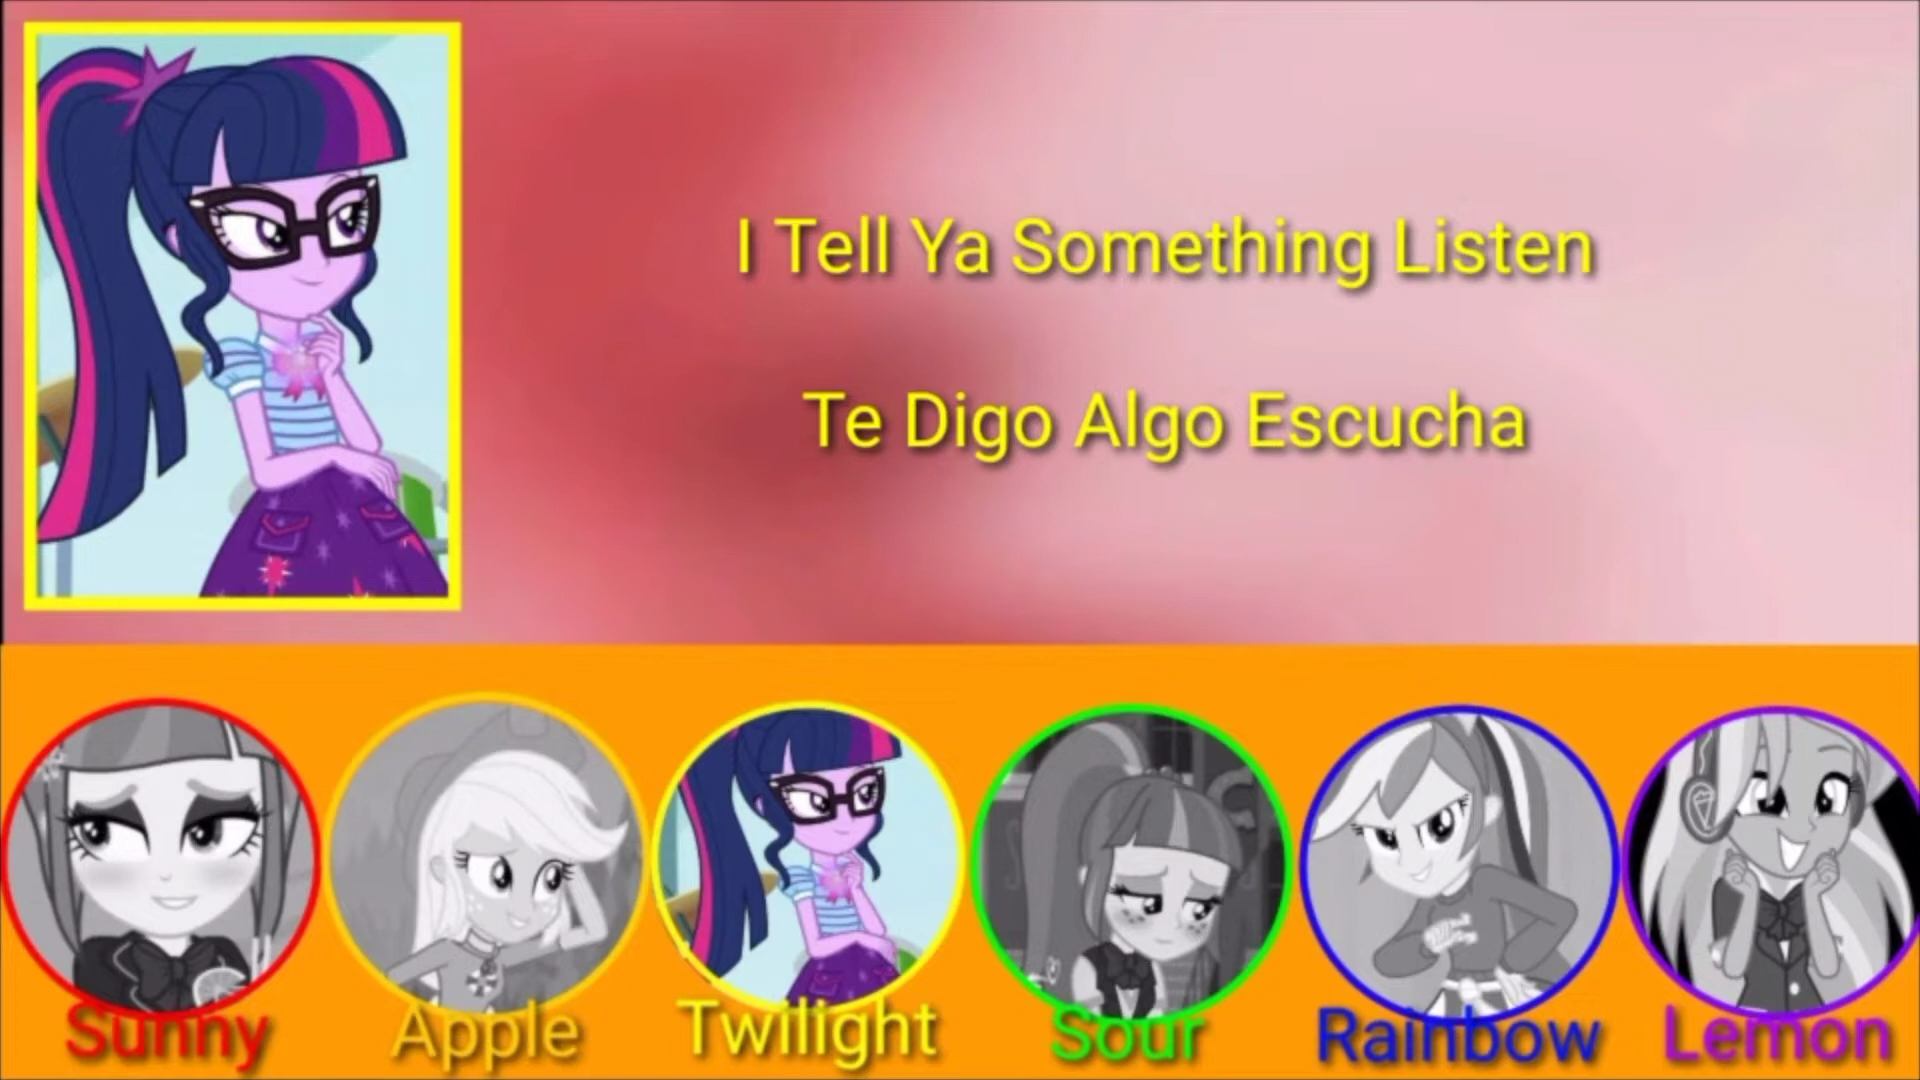 I Tell Ya Something Listen
Te Digo Algo Escucha
Sunny
Apple
Twilight
Sour
Rainbow
Lemon